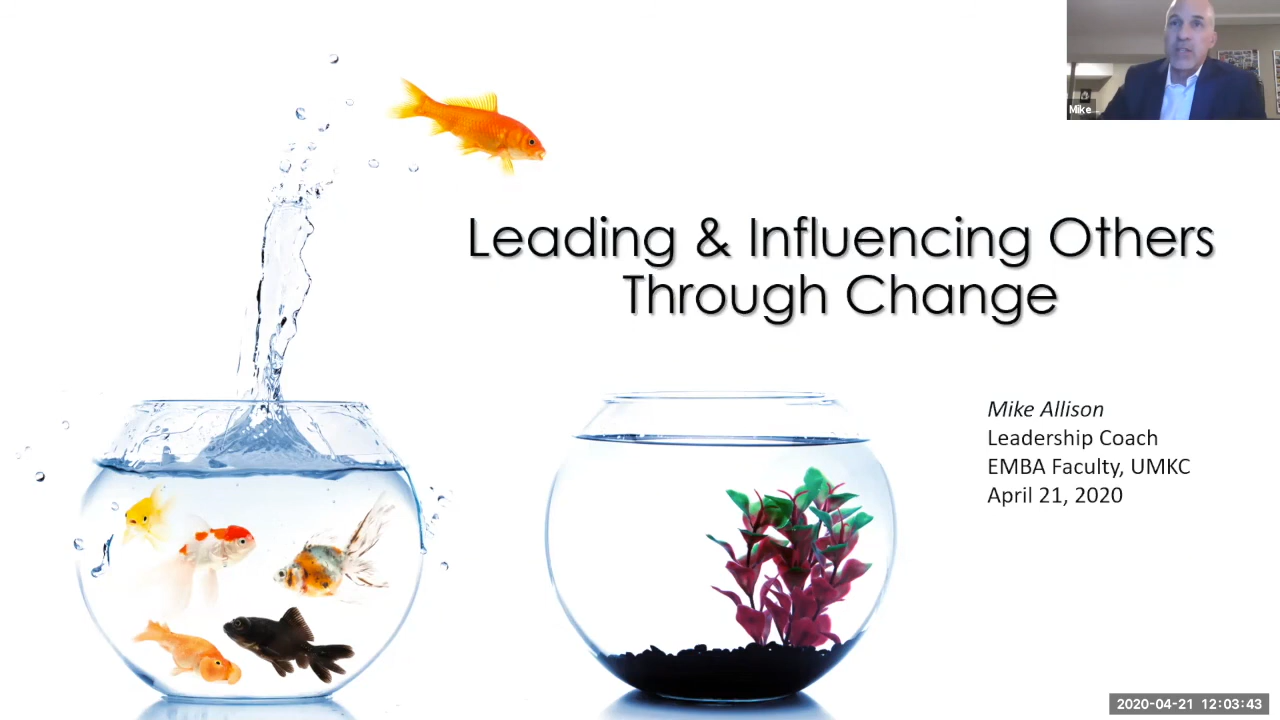 Mike
Leading & Influencing Others
Through Change
Mike Allison
Leadership Coach
EMBA Faculty, UMKC
April 21, 2020
2020-04-21 12:03:43